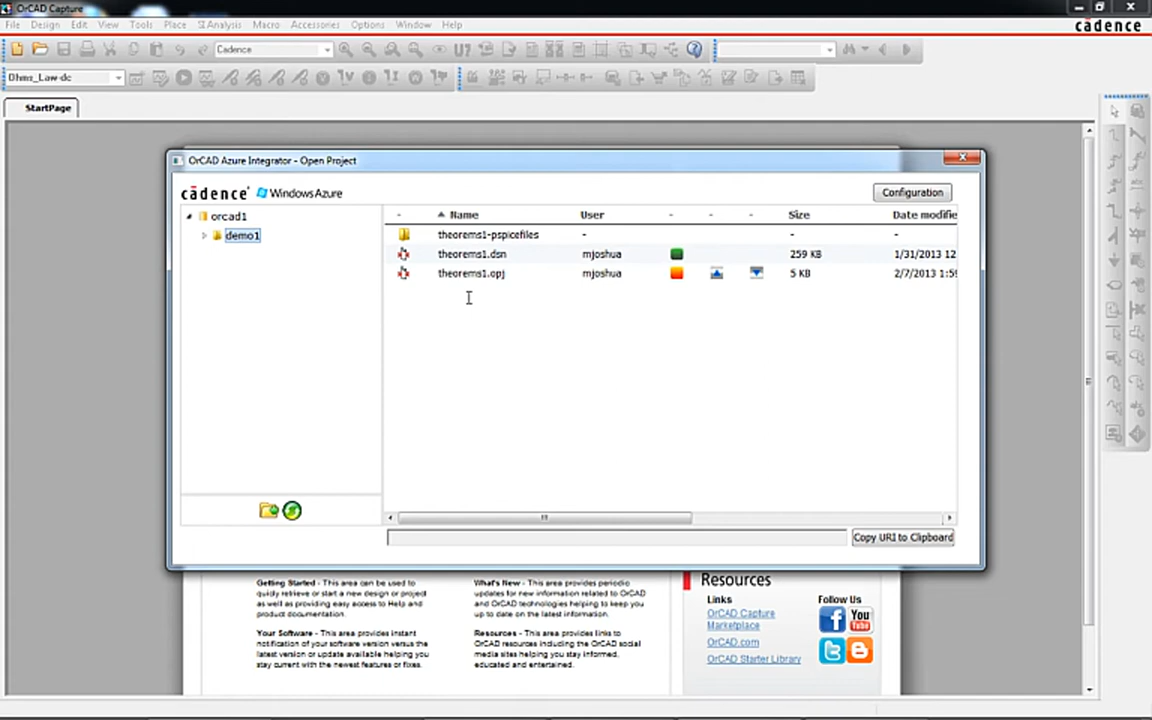 OrCAD Capture
File Design Edit View Tools Place SI Analysis Macro Accessories Options Window Help
cādence
Cadence
U?
Ohms_Law-dc
StartPage
OrCAD Azure Integrator - Open Project
cādence Windows Azure
Configuration
orcad1
demo1
- Name User - - - Size Date modifie
theorems1-pspicefiles - - -
theorems1.dsn mjoshua 259 KB 1/31/2013 12
theorems1.opj mjoshua 5 KB 2/7/2013 1:59
Copy URI to Clipboard
Getting Started - This area can be used to
quickly retrieve or start a new design or project
as well as providing easy access to Help and
product documentation.
Your Software - This area provides instant
notification of your software version versus the
latest version or update available helping you
stay current with the newest features or fixes.
What's New - This area provides periodic
updates for new information related to OrCAD
and OrCAD technologies helping to keep you
up to date on the latest information.
Resources - This area provides links to
OrCAD resources including the OrCAD social
media sites helping you stay informed,
educated and entertained.
Resources
Links
OrCAD Capture
Marketplace
OrCAD.com
OrCAD Starter Library
Follow Us
You
Tube